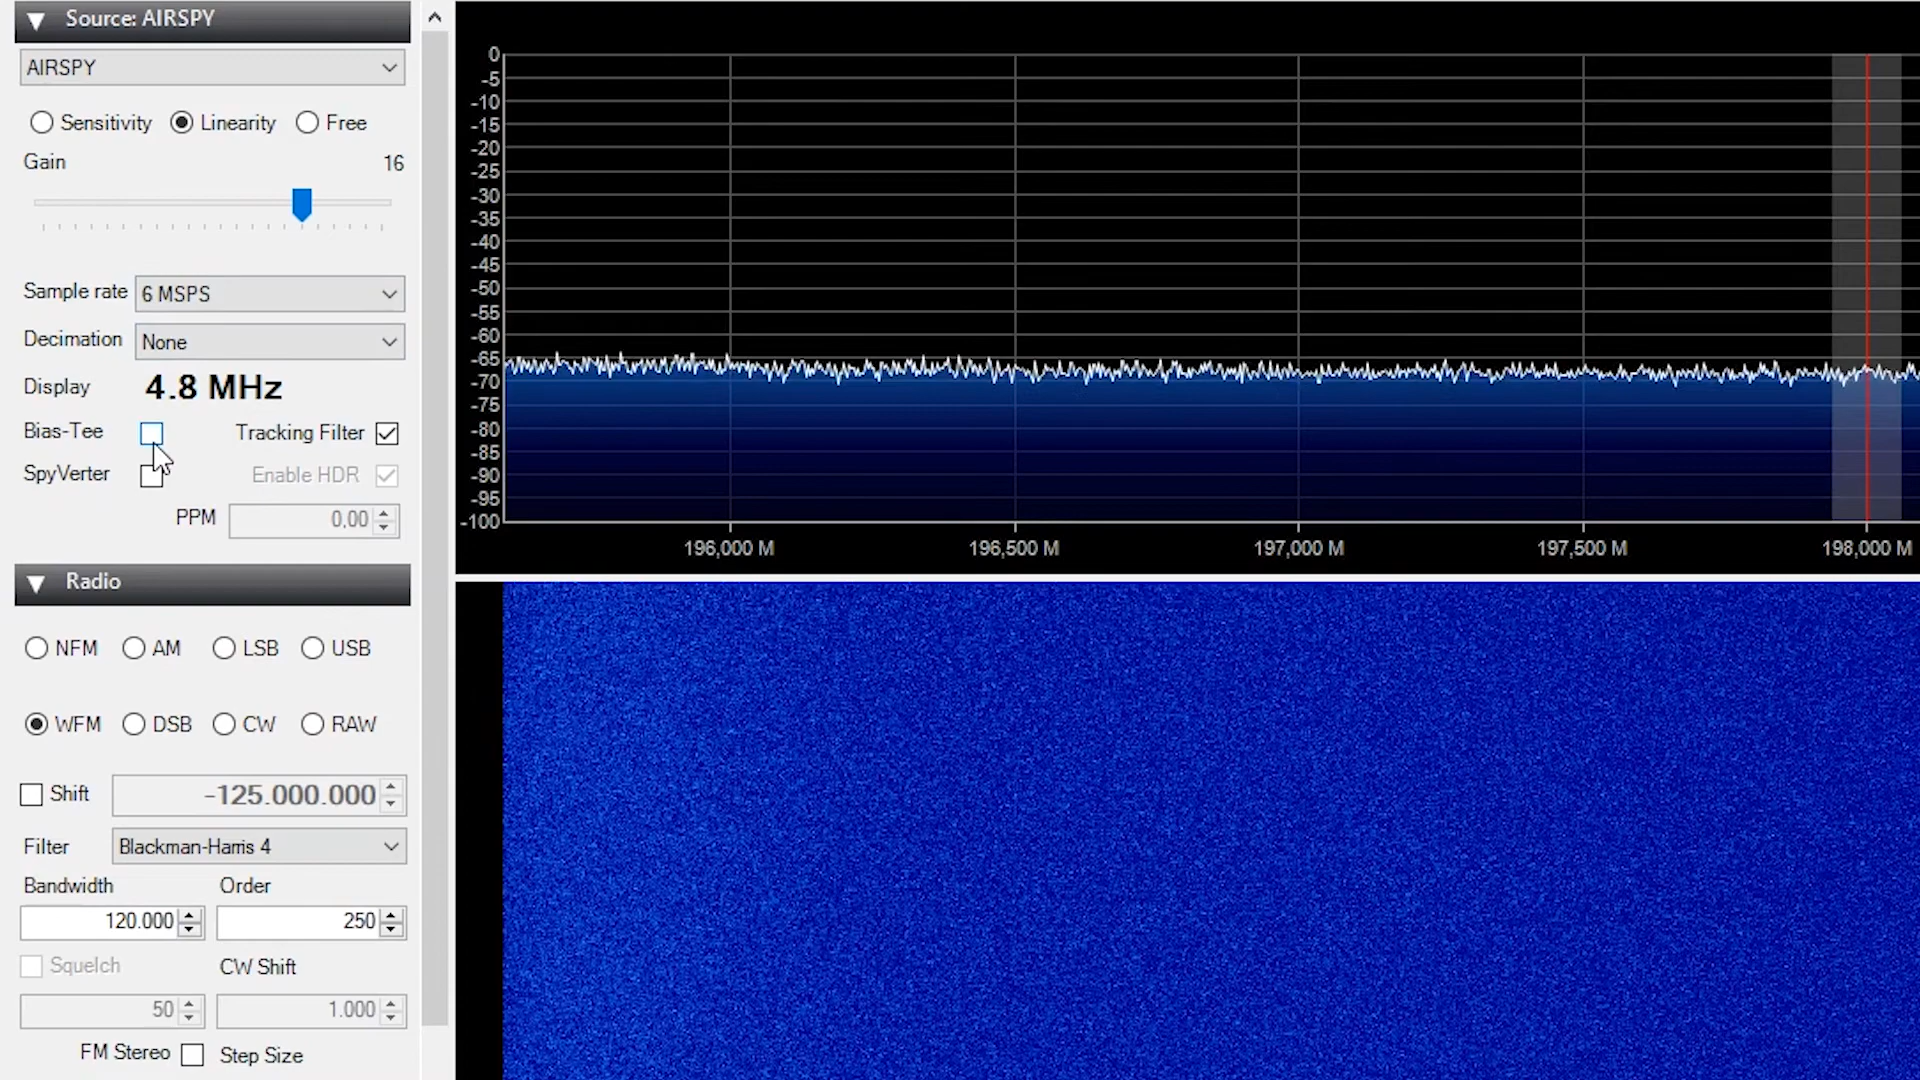 Source: AIRSPY
AIRSPY
Sensitivity Linearity Free
Gain 16
Sample rate 6 MSPS
Decimation None
Display 4.8 MHz
Bias-Tee Tracking Filter
SpyVerter Enable HDR
PPM 0,00
Radio
NFM AM LSB USB
WFM DSB CW RAW
Shift -125.000.000
Filter Blackman-Harris 4
Bandwidth Order
120.000 250
Squelch CW Shift
50 1.000
FM Stereo Step Size
0
-5
-10
-15
-20
-25
-30
-35
-40
-45
-50
-55
-60
-65
-70
-75
-80
-85
-90
-95
-100
196,000 M 196,500 M 197,000 M 197,500 M 198,000 M